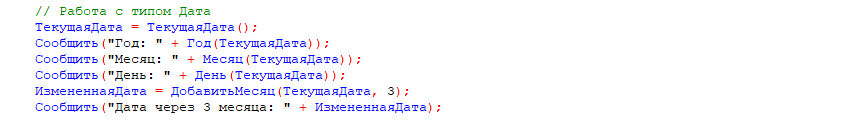 // Работа с типом Дата
ТекущаяДата = ТекущаяДата();
Сообщить("Год: " + Год(ТекущаяДата));
Сообщить("Месяц: " + Месяц(ТекущаяДата));
Сообщить("День: " + День(ТекущаяДата));
ИзмененнаяДата = ДобавитьМесяц(ТекущаяДата, 3);
Сообщить("Дата через 3 месяца: " + ИзмененнаяДата);